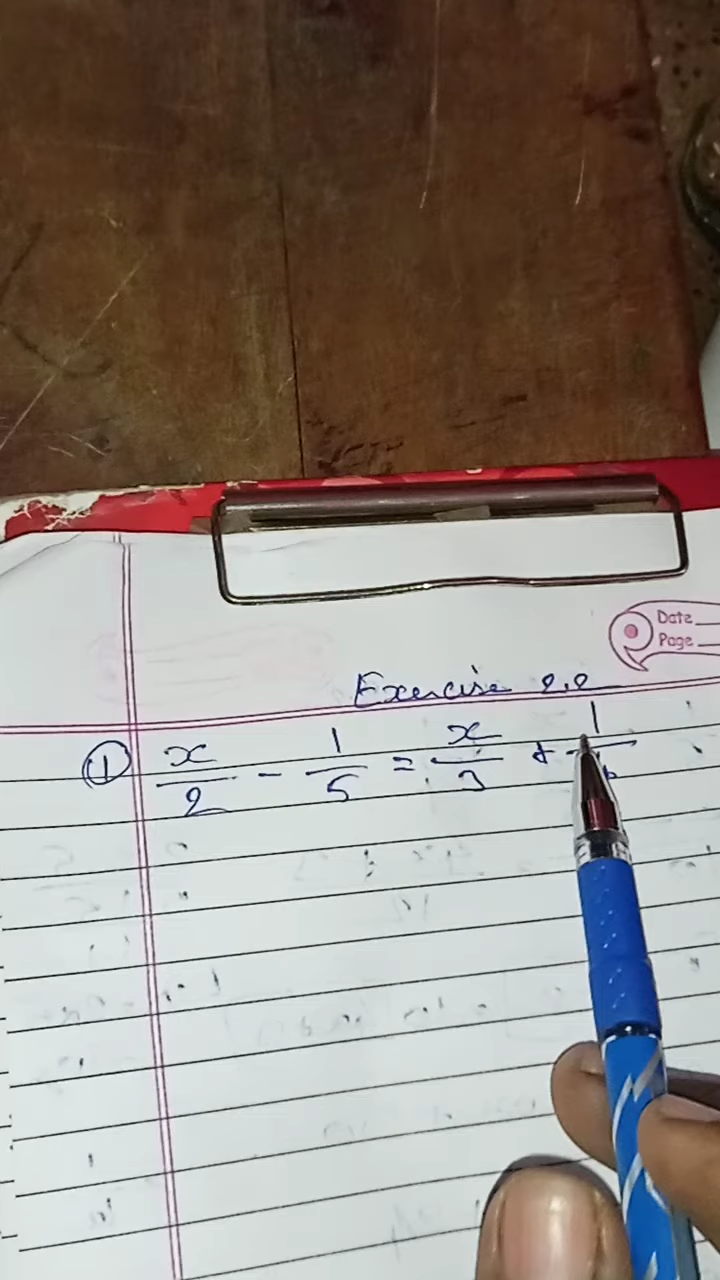 Date
Page
Exercise 2.2
① x/2 - 1/5 = x/3 + 1/